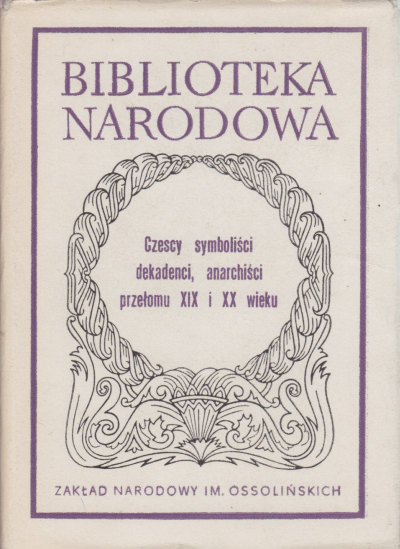 BIBLIOTEKA
NARODOWA
Czescy symboliści
dekadenci, anarchiści
przełomu XIX i XX wieku
ZAKŁAD NARODOWY IM. OSSOLIŃSKICH